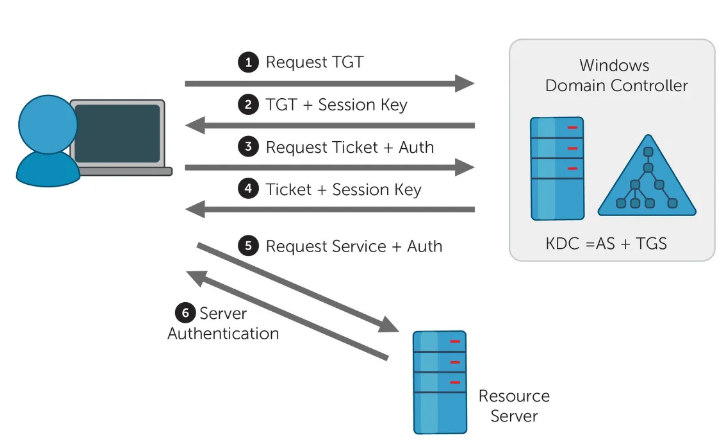 1 Request TGT
2 TGT + Session Key
3 Request Ticket + Auth
4 Ticket + Session Key
Windows
Domain Controller
KDC =AS + TGS
5 Request Service + Auth
6 Server
Authentication
Resource
Server